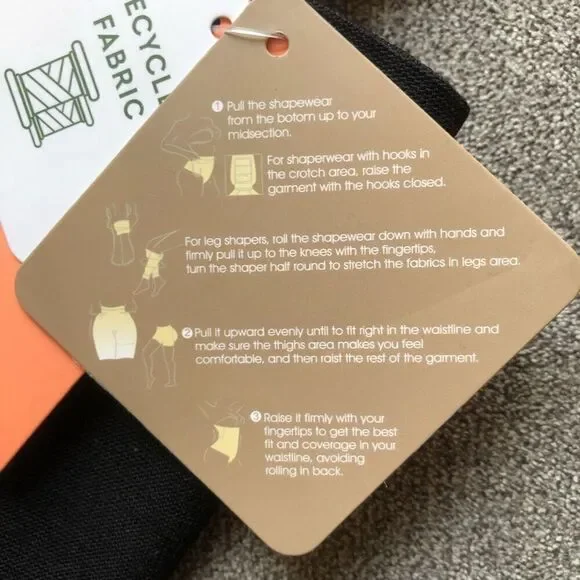 RECYCLE
FABRIC
1 Pull the shapewear
from the botom up to your
midsection.
For shaperwear with hooks in
the crotch area, raise the
garment with the hooks closed.
For leg shapers, roll the shapewear down with hands and
firmly pull it up to the knees with the fingertips,
turn the shaper half round to stretch the fabrics in legs area.
2 Pull it upward evenly until to fit right in the waistline and
make sure the thighs area makes you feel
comfortable, and then raist the rest of the garment.
3 Raise it firmly with your
fingertips to get the best
fit and coverage in your
waistline, avoiding
rolling in back.